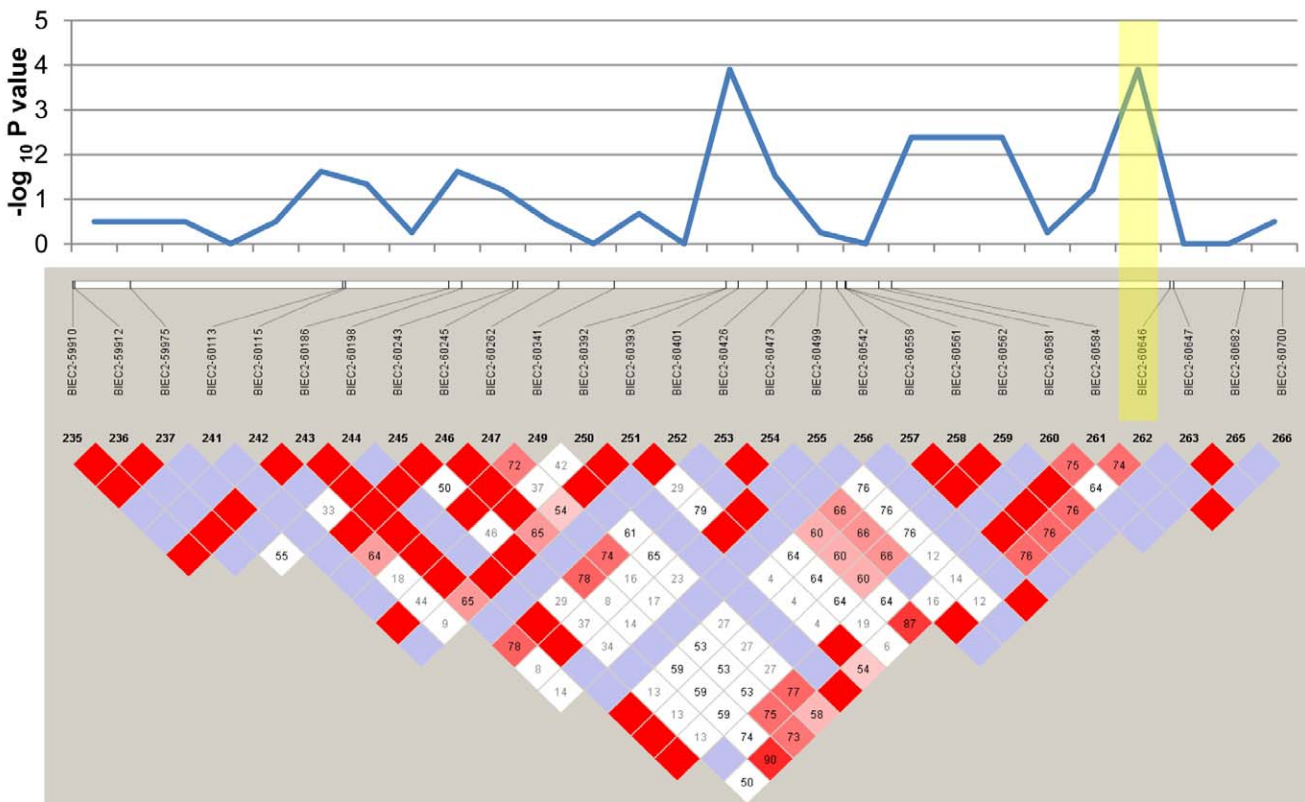 5
4
3
2
1
0
-log 10 P value
BIEC2-59910
BIEC2-59912
BIEC2-59975
BIEC2-60113
BIEC2-60115
BIEC2-60186
BIEC2-60198
BIEC2-60243
BIEC2-60245
BIEC2-60262
BIEC2-60341
BIEC2-60392
BIEC2-60393
BIEC2-60401
BIEC2-60426
BIEC2-60473
BIEC2-60499
BIEC2-60542
BIEC2-60558
BIEC2-60561
BIEC2-60562
BIEC2-60581
BIEC2-60584
BIEC2-60646
BIEC2-60647
BIEC2-60682
BIEC2-60700
235 236 237 241 242 243 244 245 246 247 249 250 251 252 253 254 255 256 257 258 259 260 261 262 263 265 266
72 42 75 74
50 37 29 76 64
33 54 79 66 76 76
46 65 61 60 66 76 76
55 64 74 65 64 60 66 12 76
18 78 16 23 4 64 60 14
44 65 29 8 17 4 64 64 16 12
9 37 14 27 4 19 87
78 34 53 27 6
8 59 53 27 54
14 13 59 53 77
13 59 75 58
13 74 73
90
50